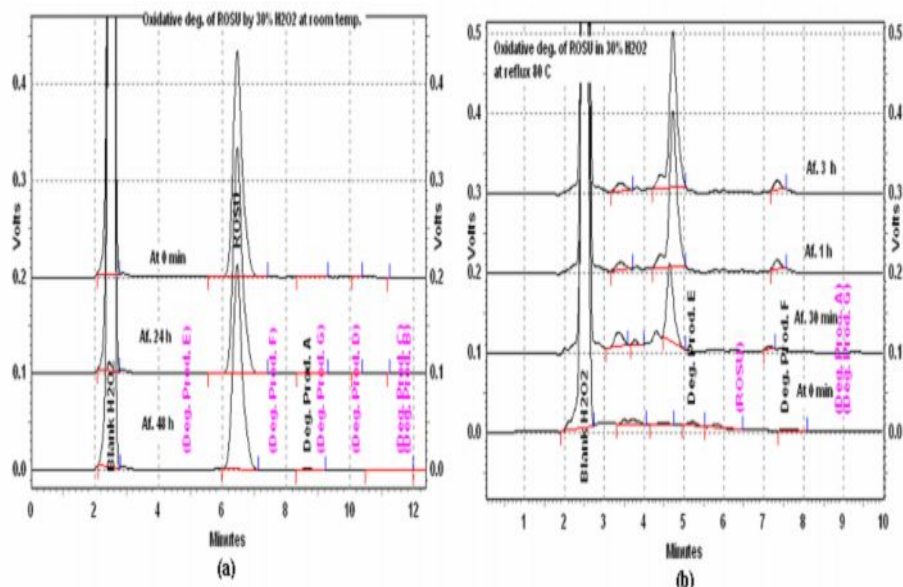 Oxidative deg. of ROSU by 30% H2O2 at room temp.
0.4
0.3
0.2
0.1
0.0
Volts
0.4
0.3
0.2
0.1
0.0
Volts
At 0 min
Af. 24 h
Af. 48 h
Blank H2O2
(Deg. Prod. E)
ROSU
(Deg. Prod. F)
Deg. Prod. A
(Deg. Prod. G)
(Deg. Prod. D)
0 2 4 6 8 10 12
Minutes
(a)
Oxidative deg. of ROSU in 30% H2O2
at reflux 80 C
0.5
0.4
0.3
0.2
0.1
0.0
Volts
0.5
0.4
0.3
0.2
0.1
0.0
Volts
Af. 3 h
Af. 1 h
Af. 30 min
At 0 min
Blank H2O2
Deg. Prod. E
(ROSU)
Deg. Prod. F
(Deg. Prod. A)
(Deg. Prod. G)
1 2 3 4 5 6 7 8 9 10
Minutes
(b)